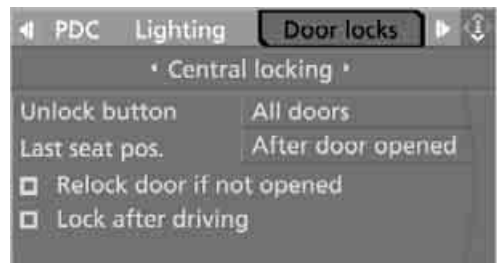 PDC Lighting Door locks
• Central locking •
Unlock button All doors
Last seat pos. After door opened
Relock door if not opened
Lock after driving